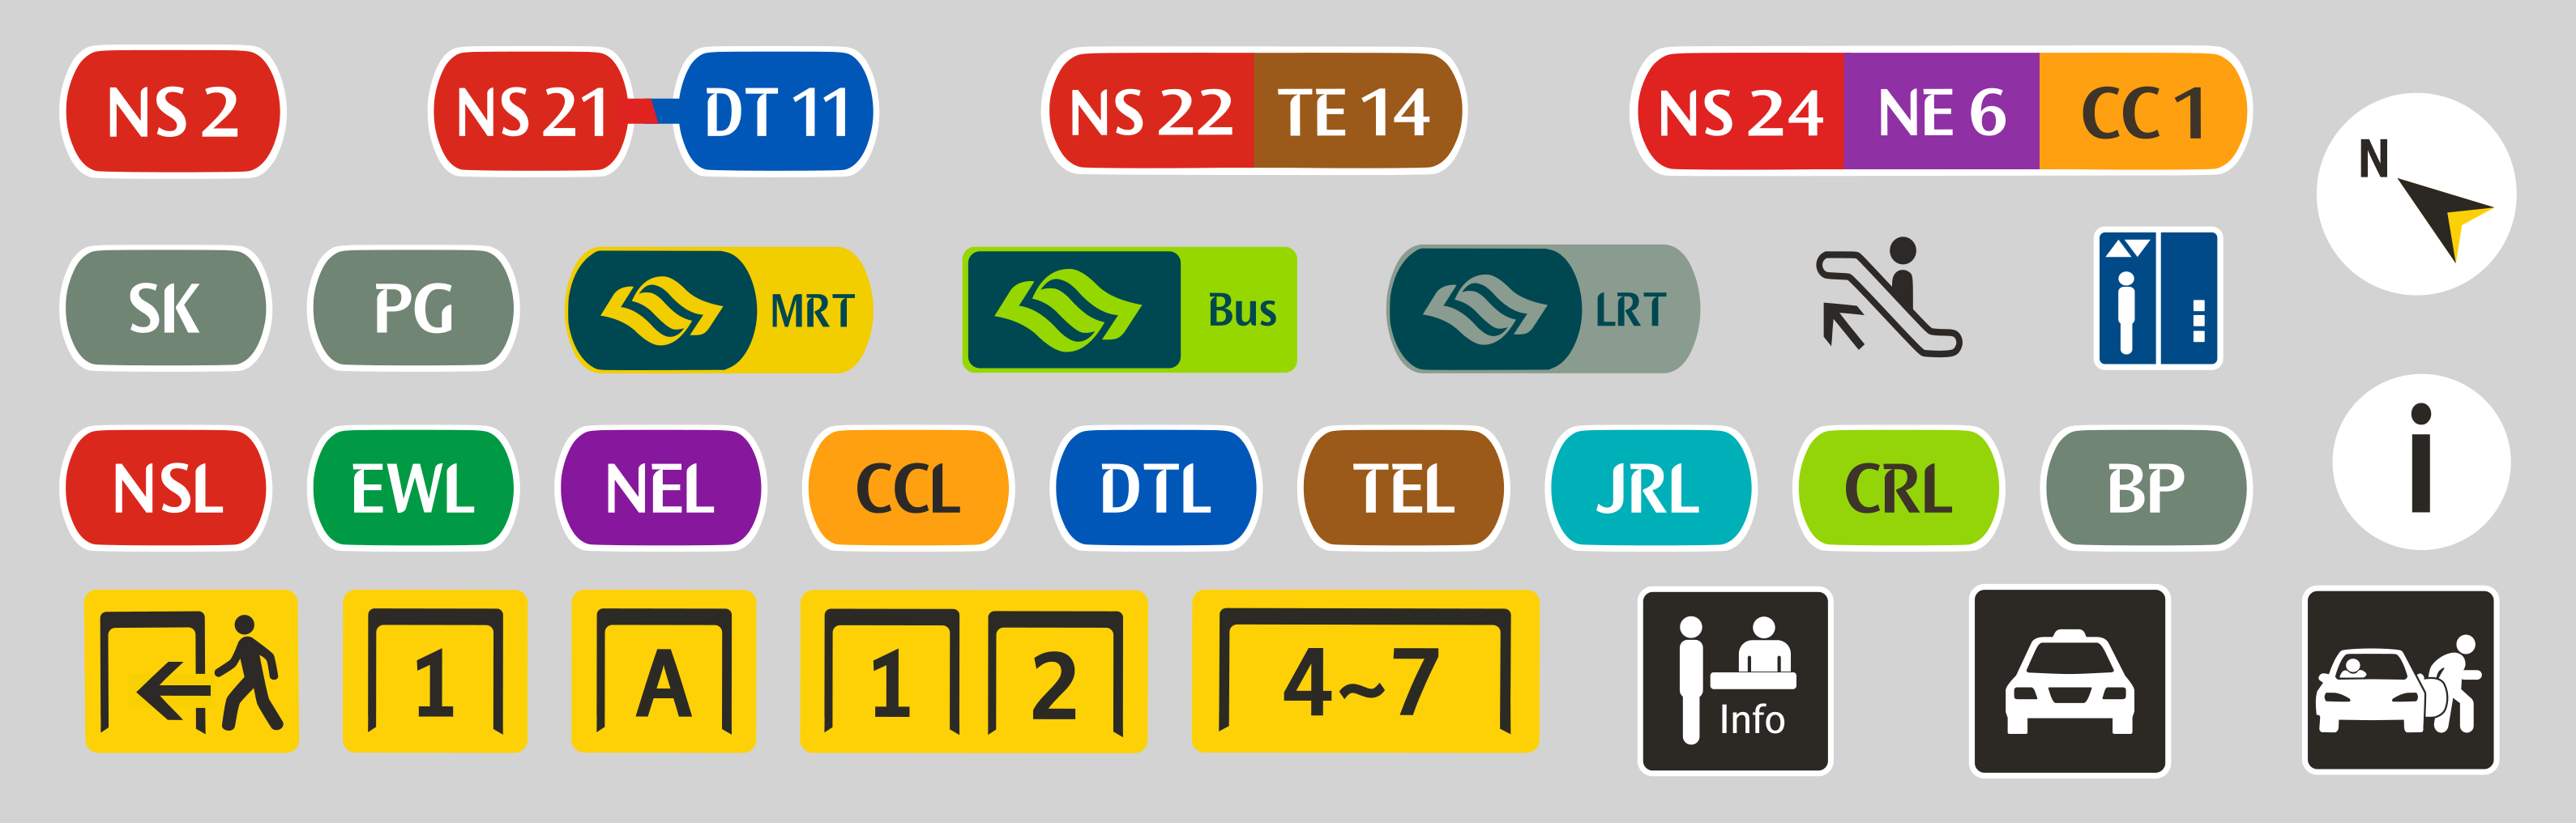 NS 2 NS 21 DT 11 NS 22 TE 14 NS 24 NE 6 CC 1
N
SK PG MRT Bus LRT
NSL EWL NEL CCL DTL TEL JRL CRL BP i
1 A 1 2 4~7 Info